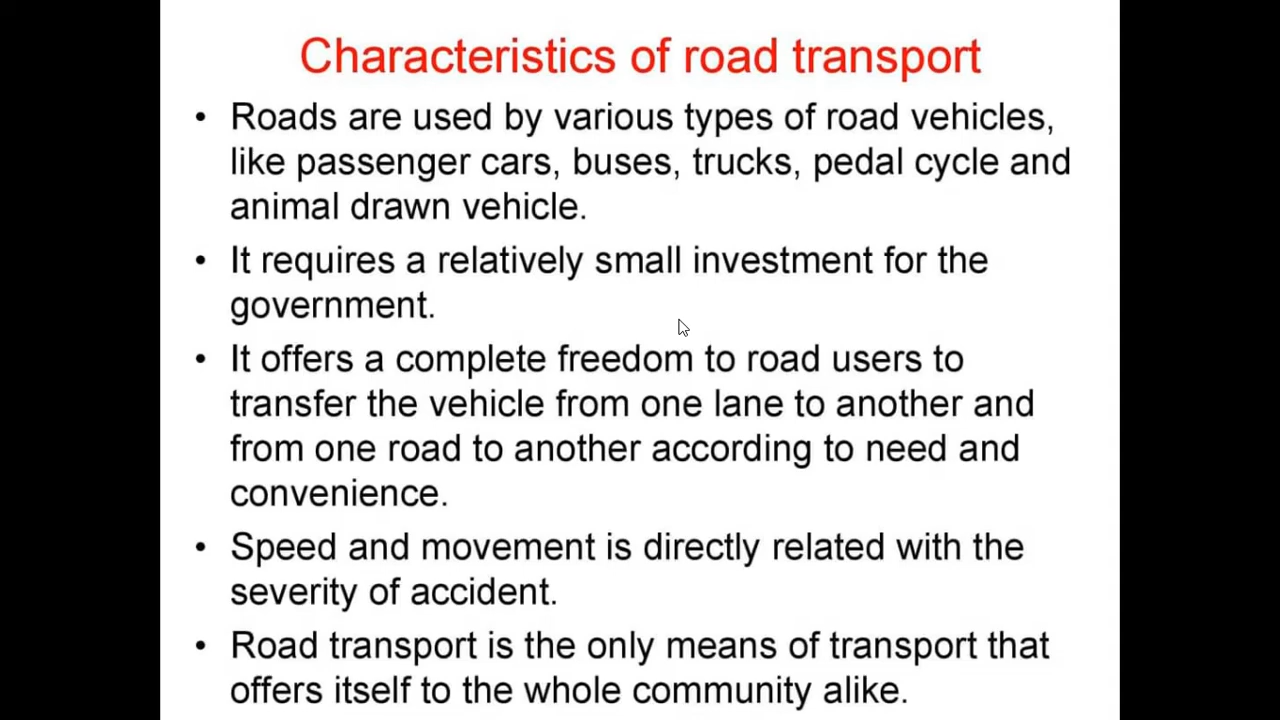 Characteristics of road transport
• Roads are used by various types of road vehicles,
like passenger cars, buses, trucks, pedal cycle and
animal drawn vehicle.
• It requires a relatively small investment for the
government.
• It offers a complete freedom to road users to
transfer the vehicle from one lane to another and
from one road to another according to need and
convenience.
• Speed and movement is directly related with the
severity of accident.
• Road transport is the only means of transport that
offers itself to the whole community alike.